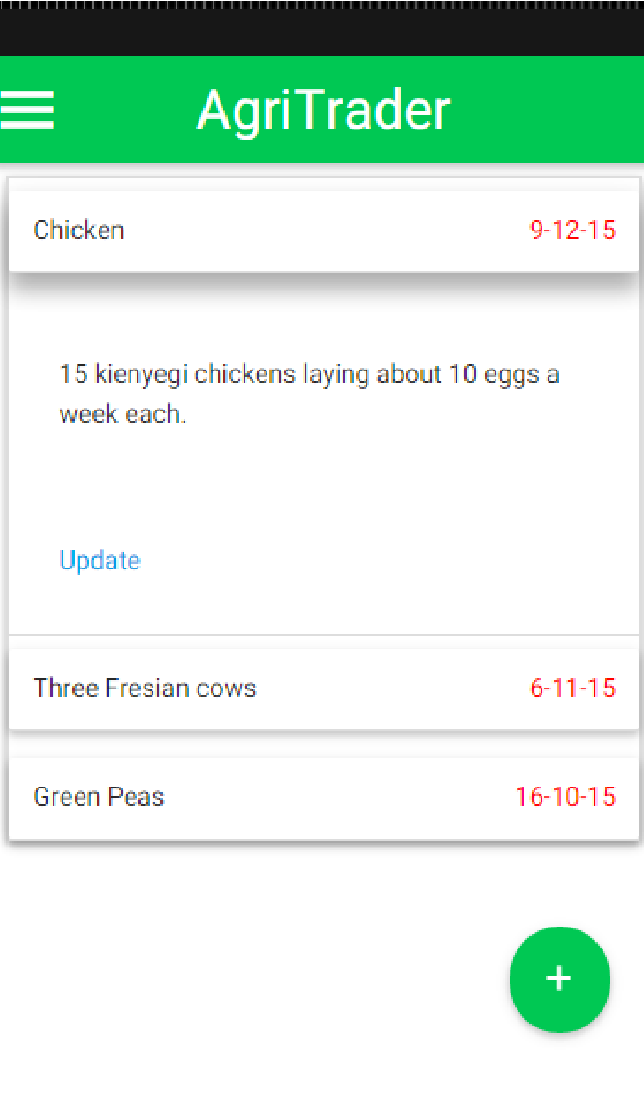 AgriTrader
Chicken 9-12-15
15 kienyegi chickens laying about 10 eggs a
week each.
Update
Three Fresian cows 6-11-15
Green Peas 16-10-15
+